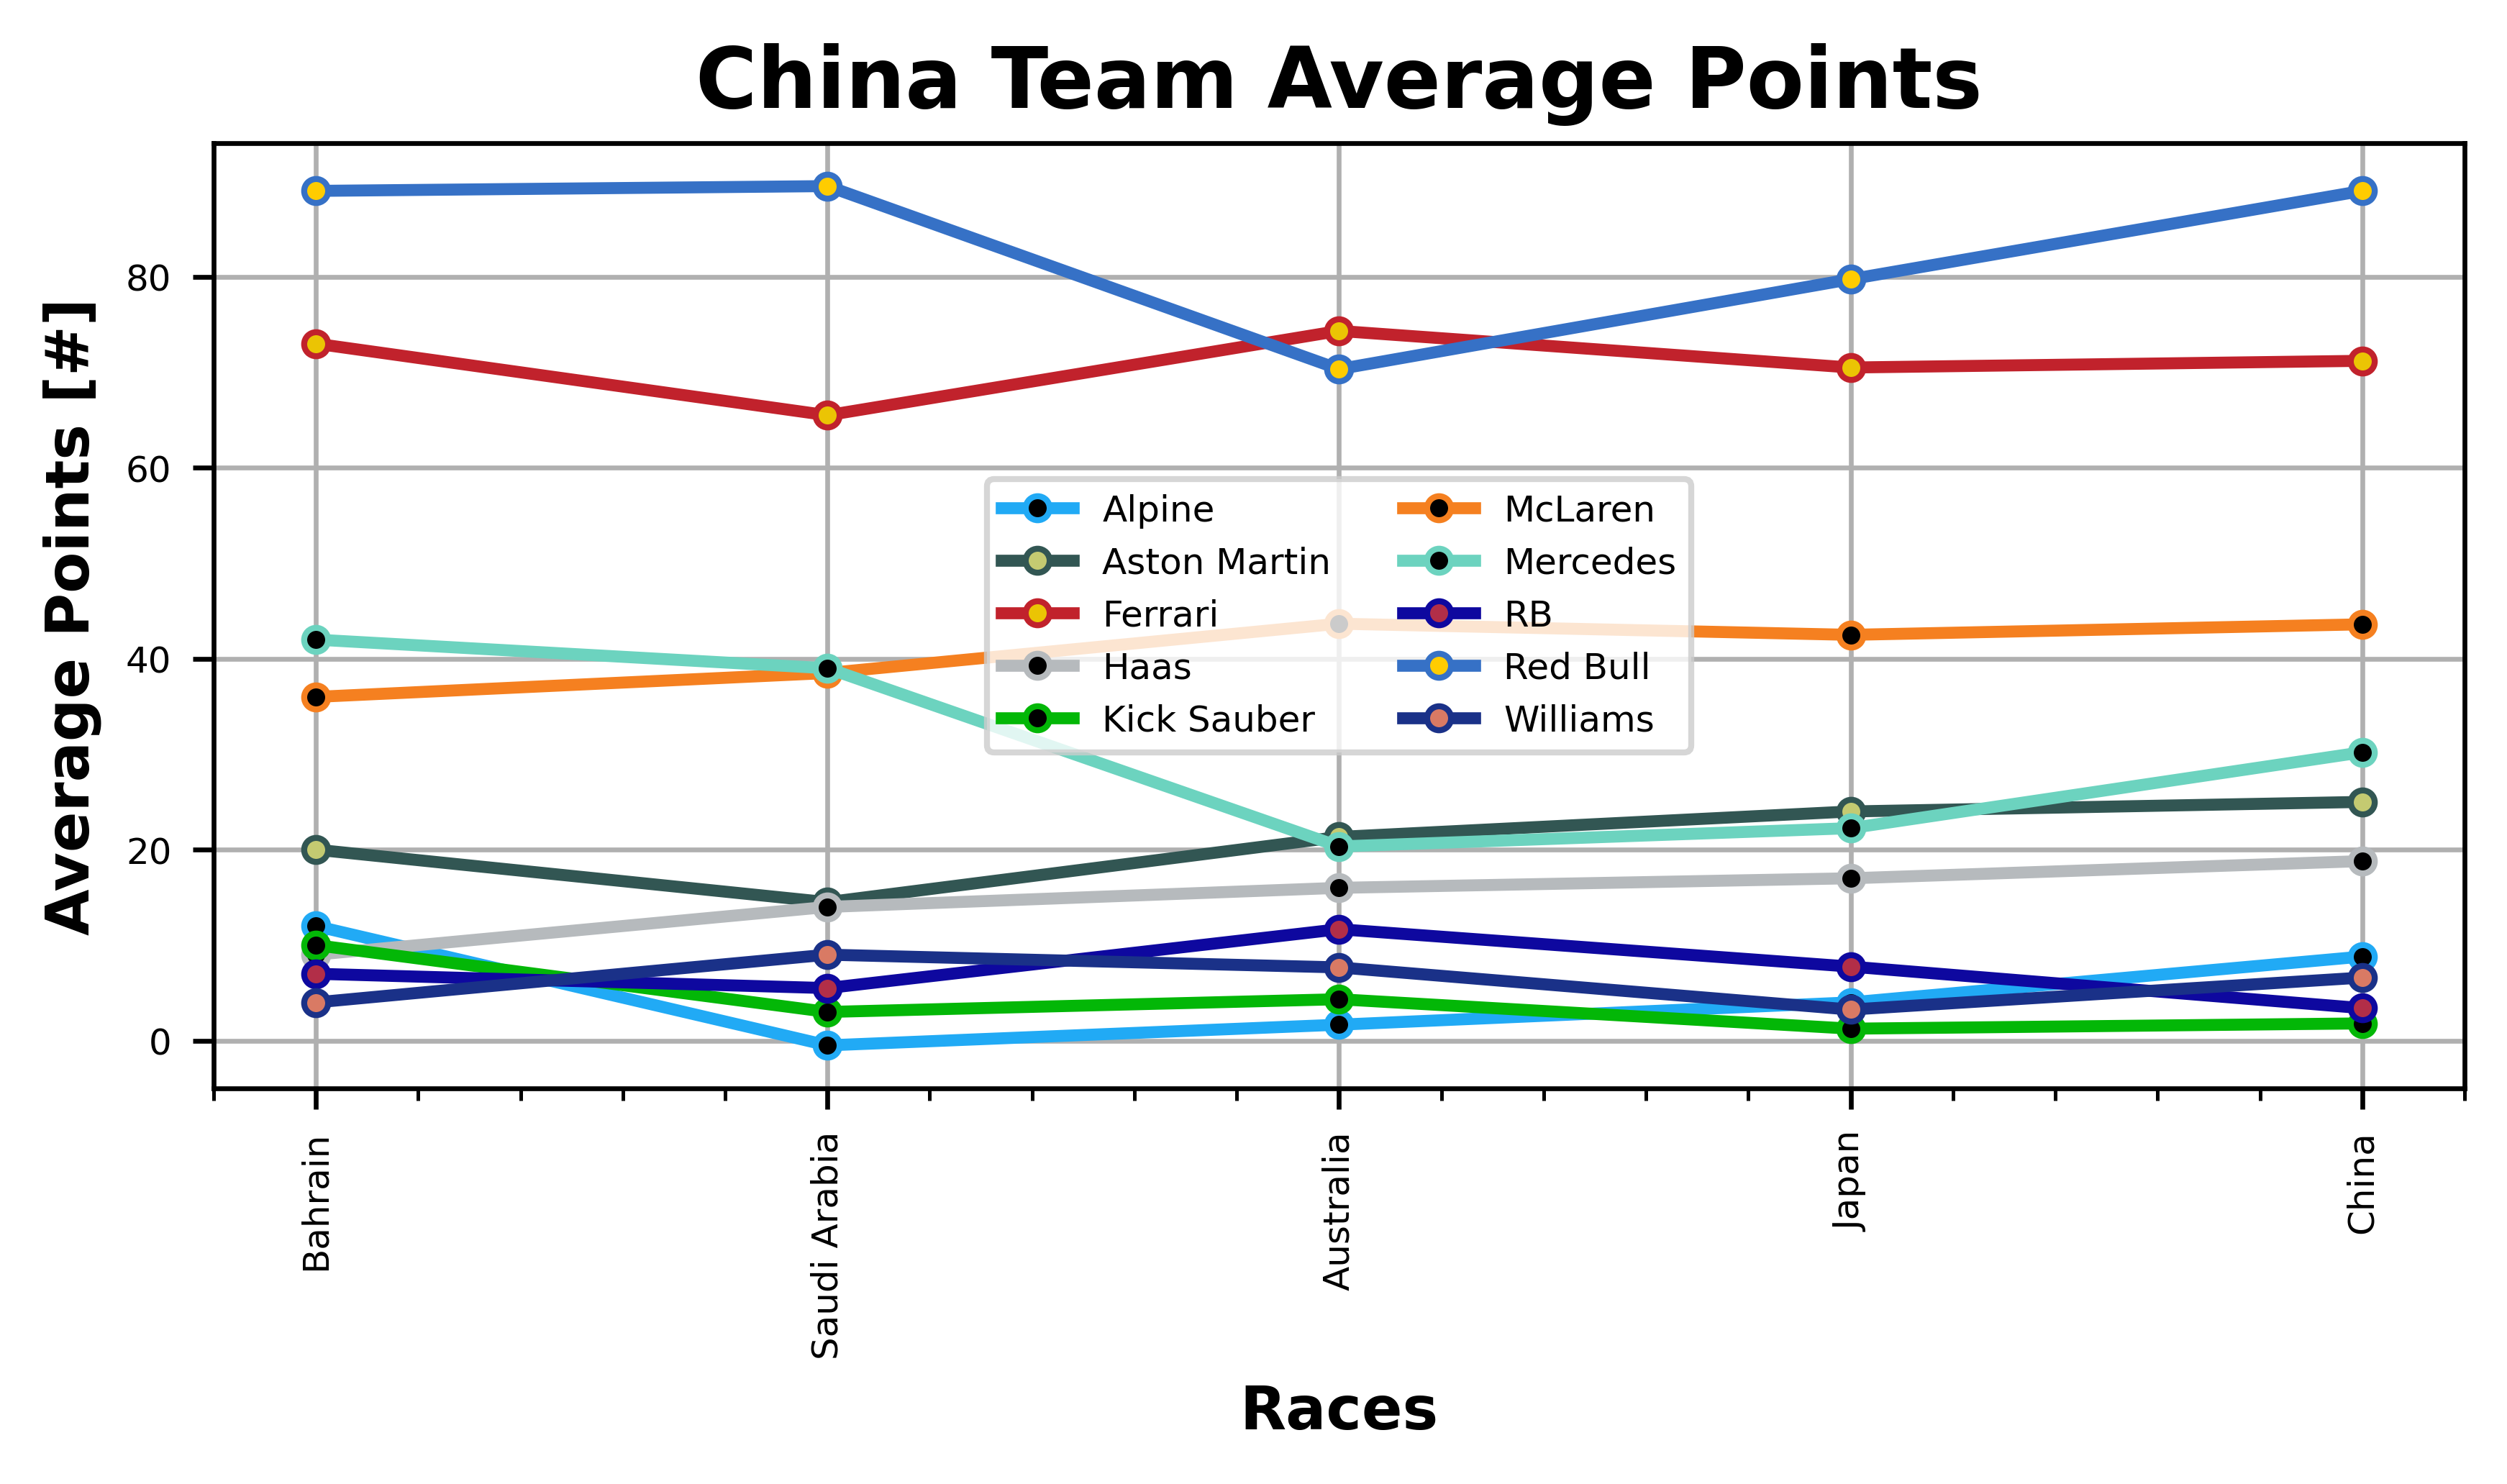 China Team Average Points
Average Points [#]
80
60
40
20
0
Alpine
Aston Martin
Ferrari
Haas
Kick Sauber
McLaren
Mercedes
RB
Red Bull
Williams
Bahrain
Saudi Arabia
Australia
Japan
China
Races